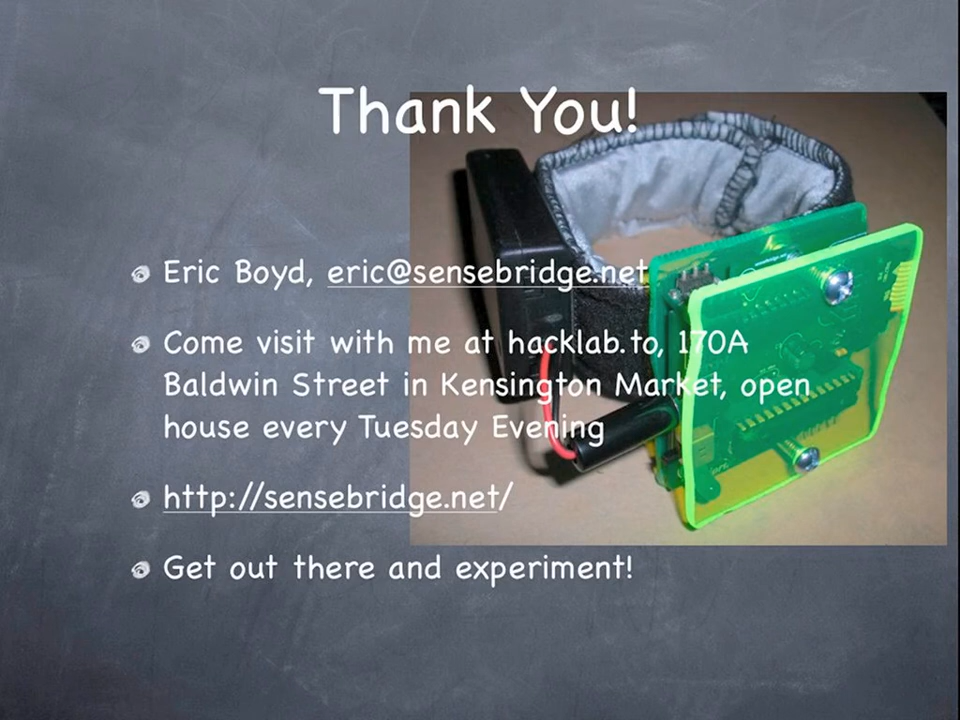 Thank You!
Eric Boyd, eric@sensebridge.net
Come visit with me at hacklab.to, 170A
Baldwin Street in Kensington Market, open
house every Tuesday Evening
http://sensebridge.net/
Get out there and experiment!